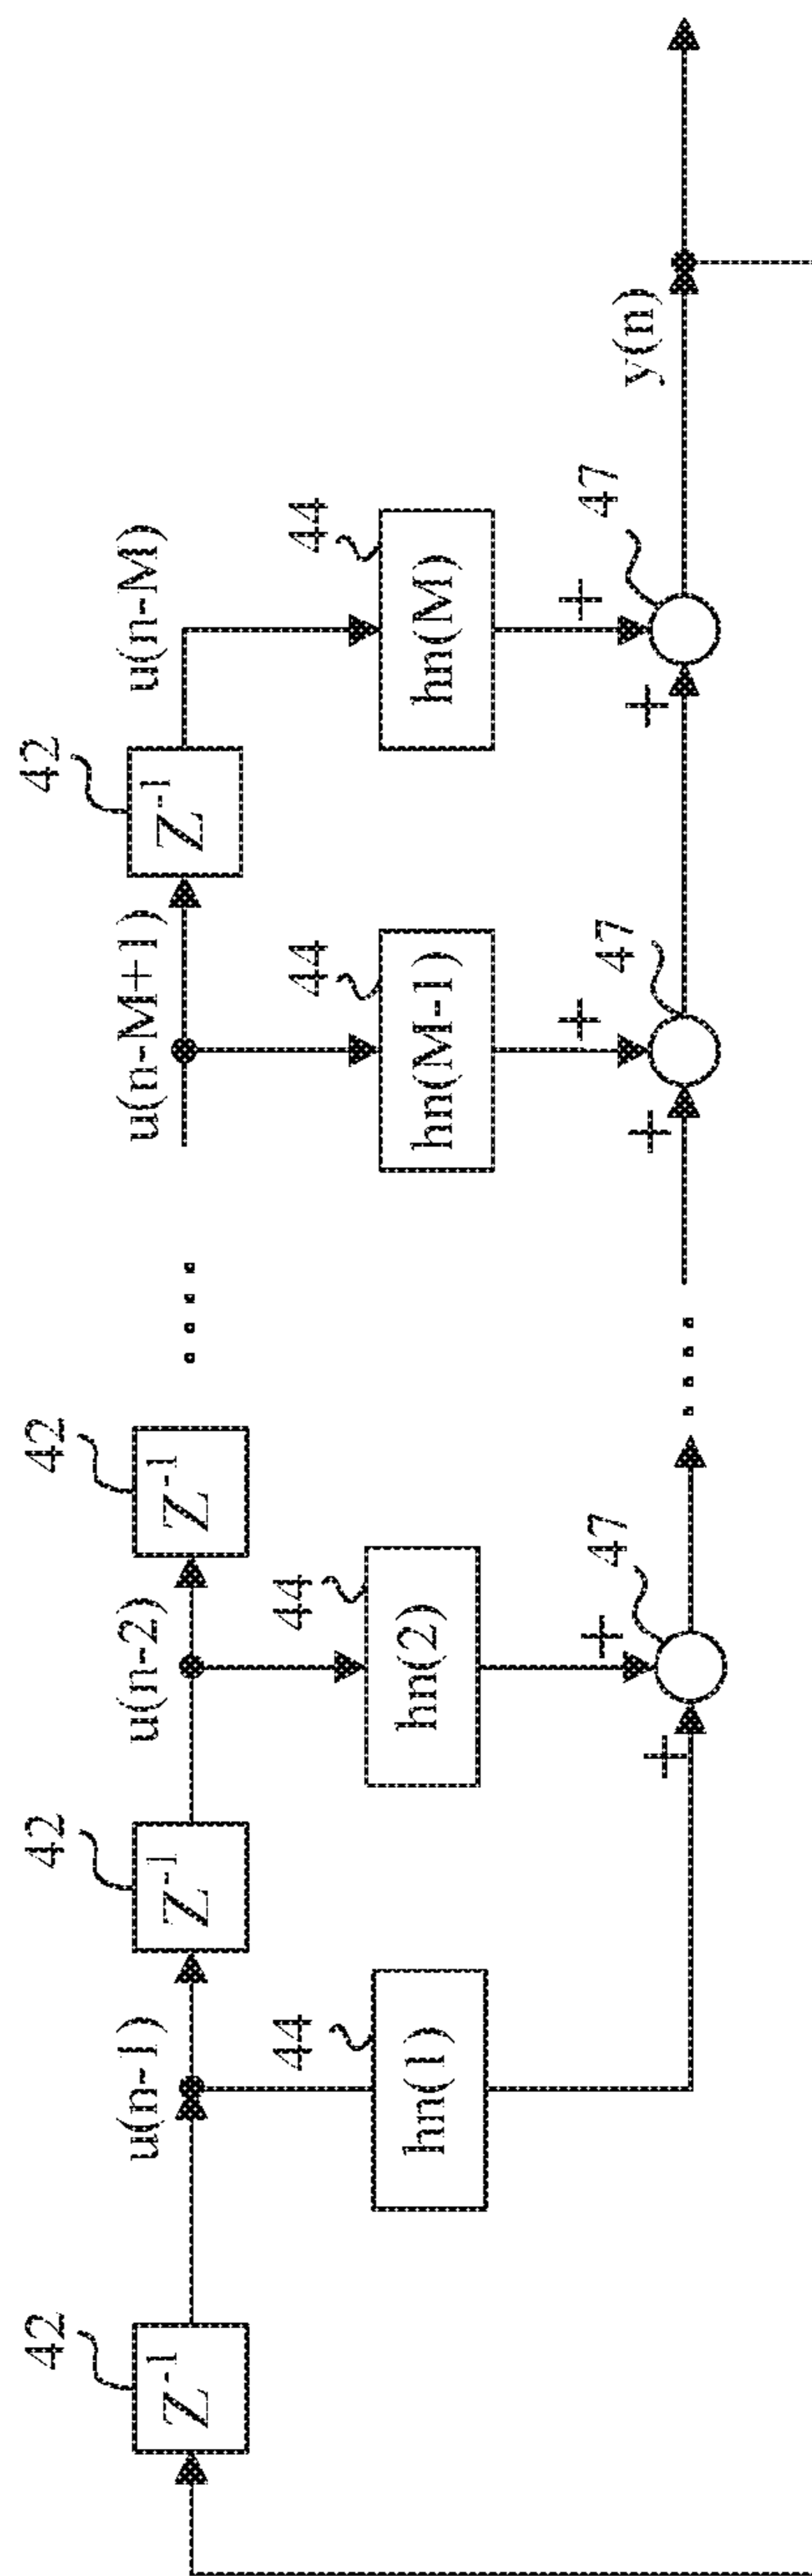 42
42
42
42
Z⁻¹
Z⁻¹
Z⁻¹
Z⁻¹
u(n-1)
u(n-2)
u(n-M+1)
u(n-M)
44
44
44
44
hn(1)
hn(2)
hn(M-1)
hn(M)
+
+
+
+
+
+
47
47
47
y(n)